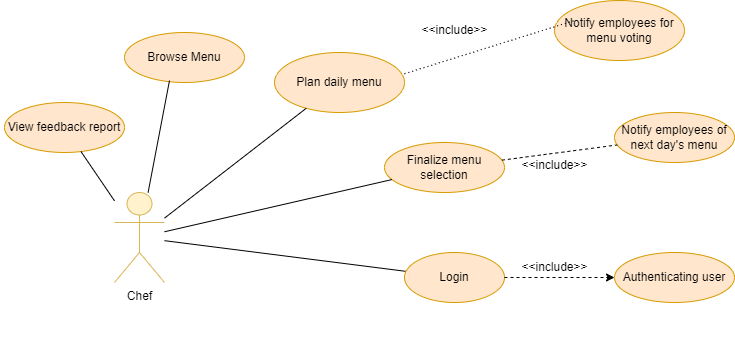 Notify employees for
menu voting
<<include>>
Browse Menu
Plan daily menu
View feedback report
Notify employees of
next day's menu
Finalize menu
selection
<<include>>
<<include>>
Login
Authenticating user
Chef